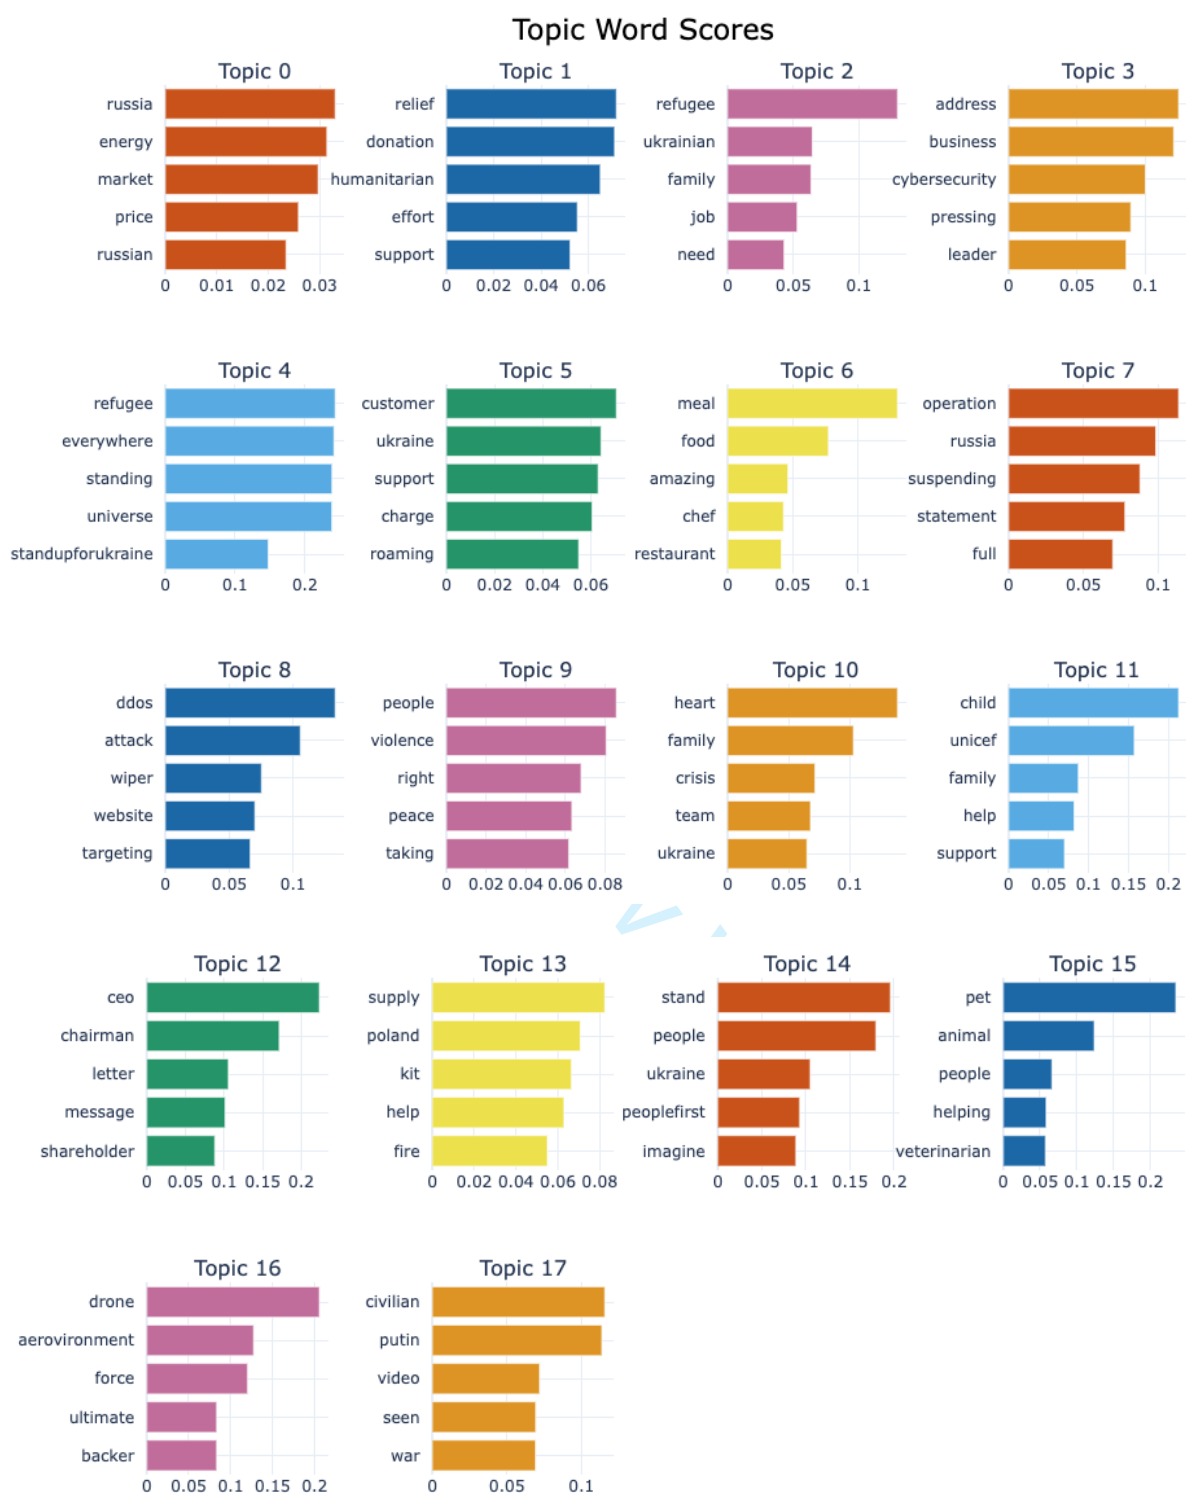 Topic Word Scores
Topic 0
russia
energy
market
price
russian
0 0.01 0.02 0.03
Topic 1
relief
donation
humanitarian
effort
support
0 0.02 0.04 0.06
Topic 2
refugee
ukrainian
family
job
need
0 0.05 0.1
Topic 3
address
business
cybersecurity
pressing
leader
0 0.05 0.1
Topic 4
refugee
everywhere
standing
universe
standupforukraine
0 0.1 0.2
Topic 5
customer
ukraine
support
charge
roaming
0 0.02 0.04 0.06
Topic 6
meal
food
amazing
chef
restaurant
0 0.05 0.1
Topic 7
operation
russia
suspending
statement
full
0 0.05 0.1
Topic 8
ddos
attack
wiper
website
targeting
0 0.05 0.1
Topic 9
people
violence
right
peace
taking
0 0.02 0.04 0.06 0.08
Topic 10
heart
family
crisis
team
ukraine
0 0.05 0.1
Topic 11
child
unicef
family
help
support
0 0.05 0.1 0.15 0.2
Topic 12
ceo
chairman
letter
message
shareholder
0 0.05 0.1 0.15 0.2
Topic 13
supply
poland
kit
help
fire
0 0.02 0.04 0.06 0.08
Topic 14
stand
people
ukraine
peoplefirst
imagine
0 0.05 0.1 0.15 0.2
Topic 15
pet
animal
people
helping
veterinarian
0 0.05 0.1 0.15 0.2
Topic 16
drone
aerovironment
force
ultimate
backer
0 0.05 0.1 0.15 0.2
Topic 17
civilian
putin
video
seen
war
0 0.05 0.1